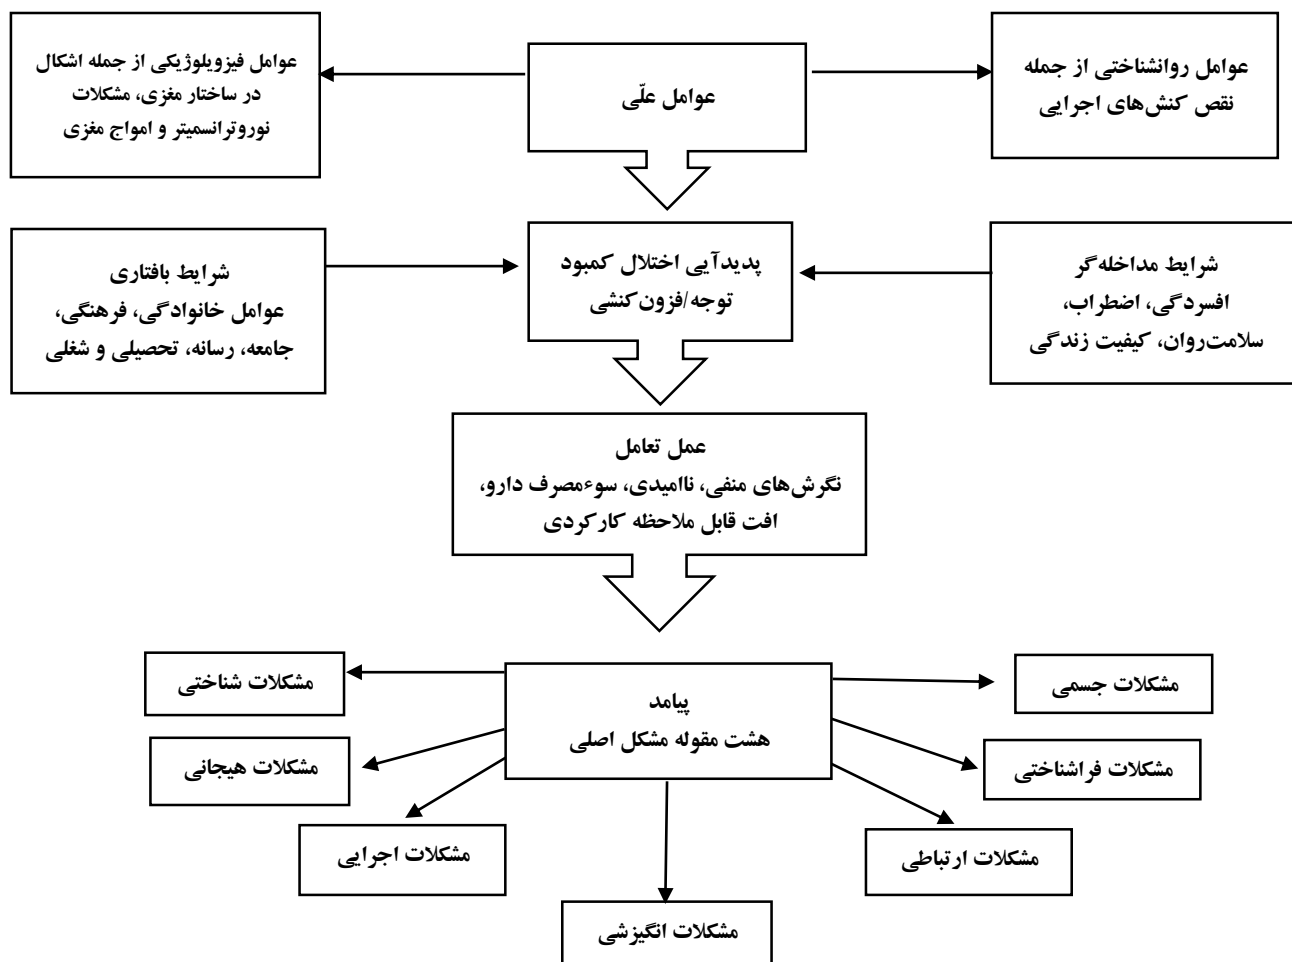 عوامل روانشناختی از جمله
نقص کنش‌های اجرایی
عوامل علّی
عوامل فیزویلوژیکی از جمله اشکال
در ساختار مغزی، مشکلات
نوروترانسمیتر و امواج مغزی
شرایط مداخله‌گر
افسردگی، اضطراب،
سلامت‌روان، کیفیت زندگی
پدیدآیی اختلال کمبود
توجه/فزون‌کنشی
شرایط بافتاری
عوامل خانوادگی، فرهنگی،
جامعه، رسانه، تحصیلی و شغلی
عمل تعامل
نگرش‌های منفی، ناامیدی، سوء‌مصرف دارو،
افت قابل ملاحظه کارکردی
پیامد
هشت مقوله مشکل اصلی
مشکلات جسمی
مشکلات فراشناختی
مشکلات ارتباطی
مشکلات انگیزشی
مشکلات اجرایی
مشکلات هیجانی
مشکلات شناختی